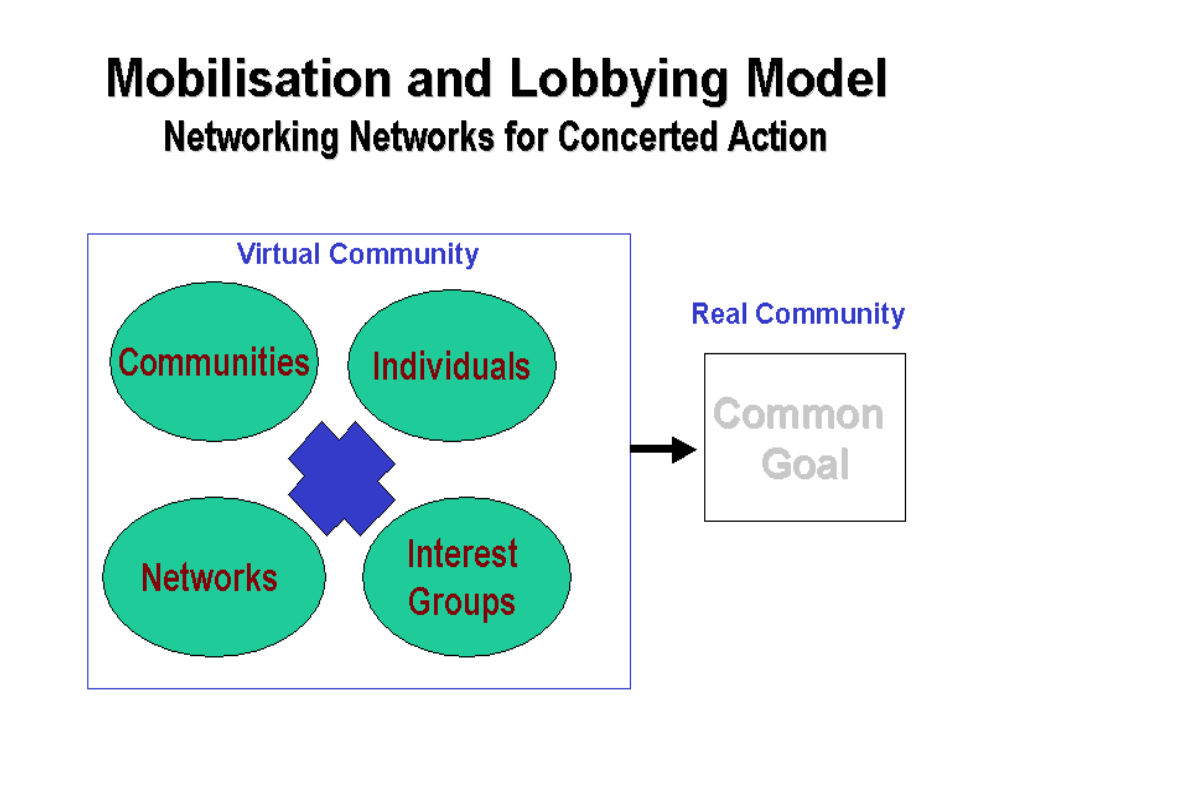 Mobilisation and Lobbying Model
Networking Networks for Concerted Action
Virtual Community
Communities
Individuals
Networks
Interest
Groups
Real Community
Common
Goal